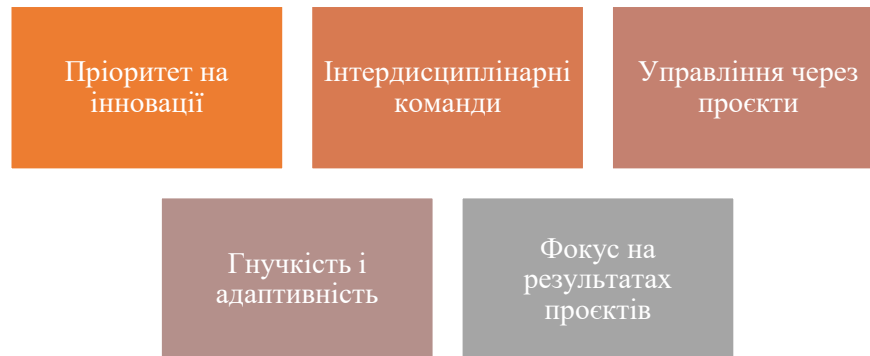 Пріоритет на
інновації
Інтердисциплінарні
команди
Управління через
проєкти
Гнучкість і
адаптивність
Фокус на
результатах
проєктів